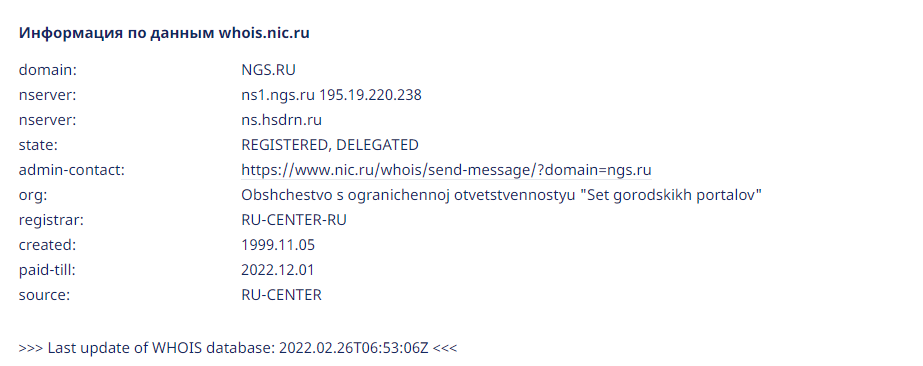 Информация по данным whois.nic.ru
domain: NGS.RU
nserver: ns1.ngs.ru 195.19.220.238
nserver: ns.hsdrn.ru
state: REGISTERED, DELEGATED
admin-contact: https://www.nic.ru/whois/send-message/?domain=ngs.ru
org: Obshchestvo s ogranichennoj otvetstvennostyu "Set gorodskikh portalov"
registrar: RU-CENTER-RU
created: 1999.11.05
paid-till: 2022.12.01
source: RU-CENTER
>>> Last update of WHOIS database: 2022.02.26T06:53:06Z <<<